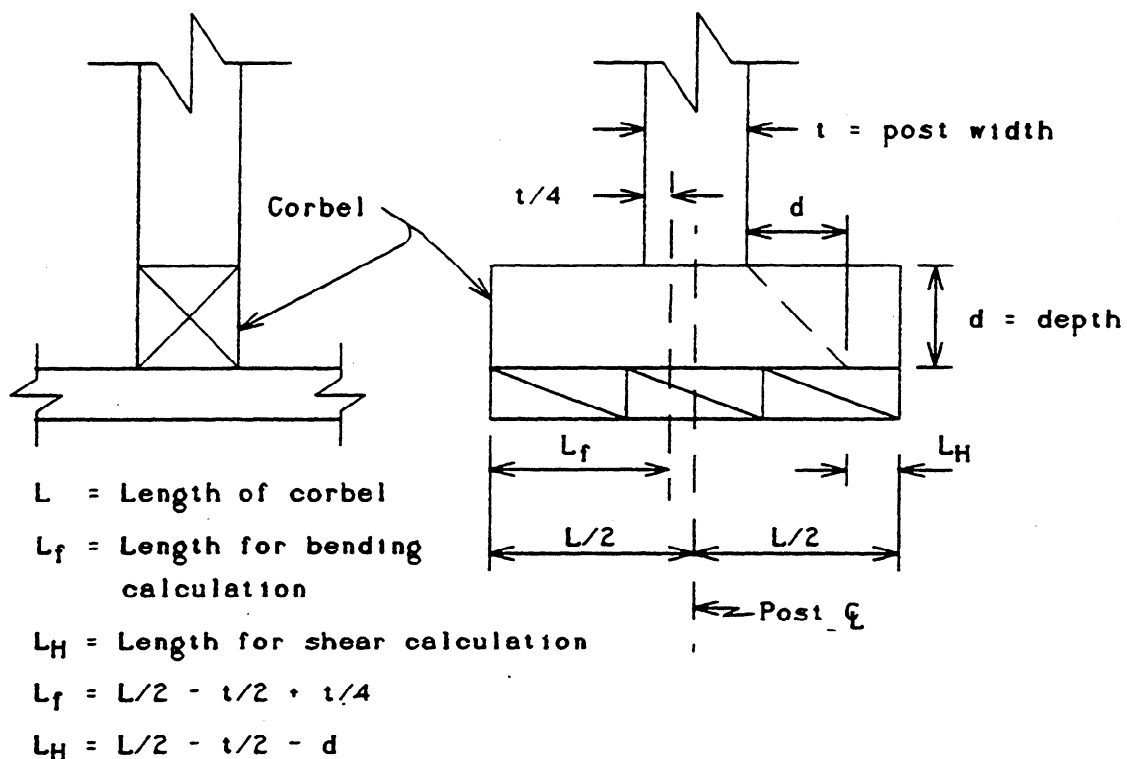 t = post width
t/4
d
Corbel
d = depth
Lf
LH
L = Length of corbel
Lf = Length for bending
calculation
L/2
L/2
Post ℄
LH = Length for shear calculation
Lf = L/2 - t/2 + t/4
LH = L/2 - t/2 - d